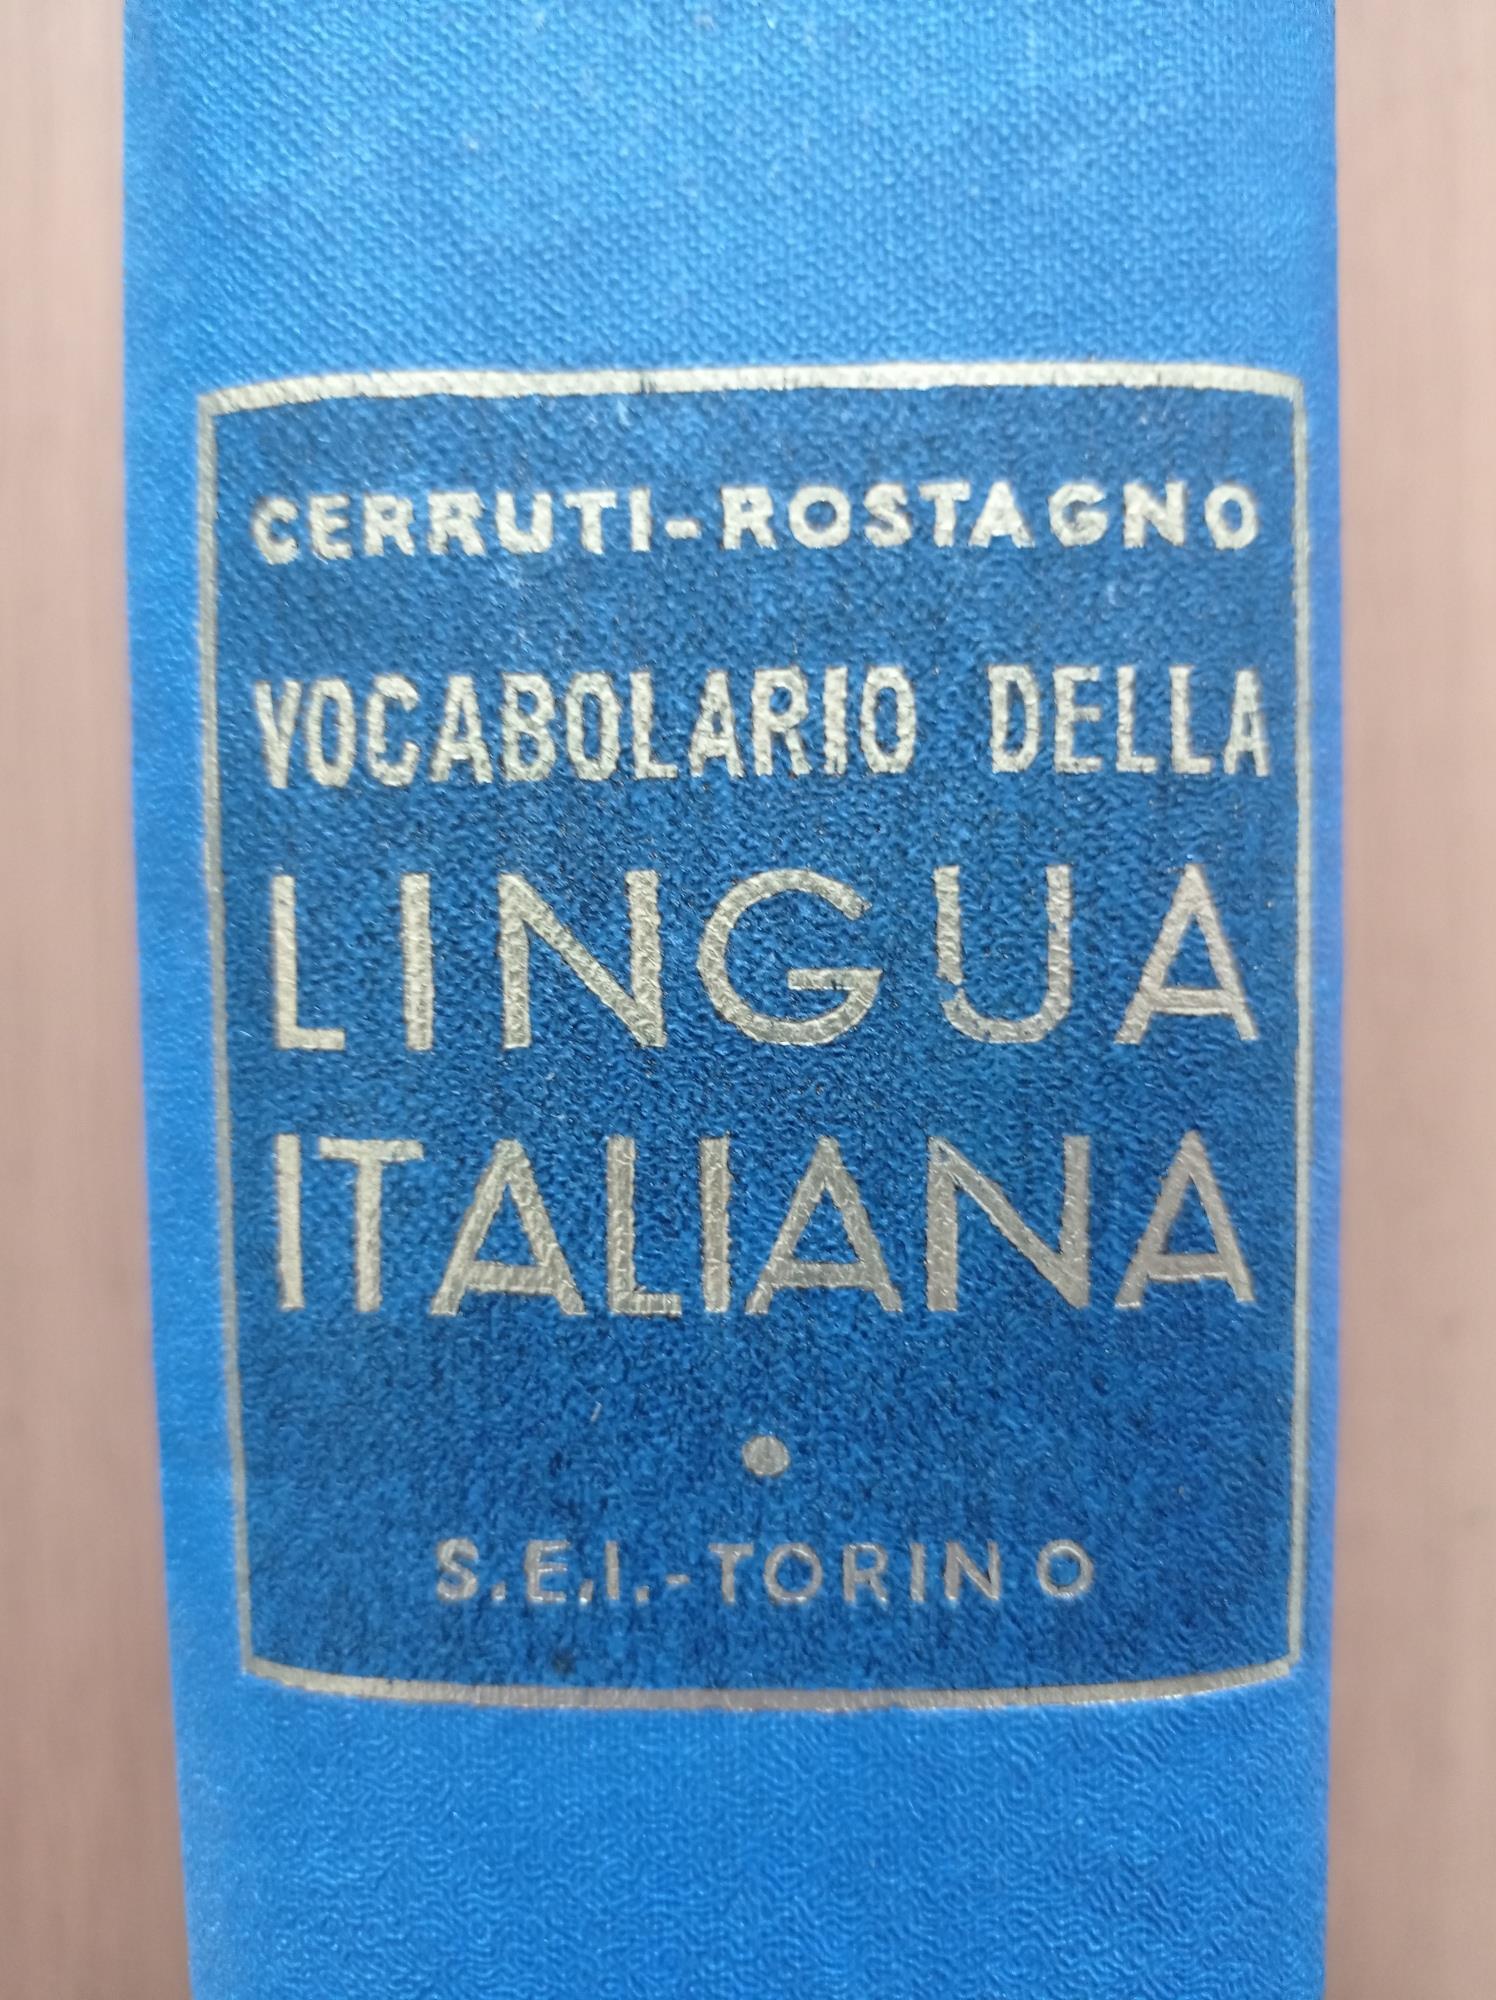 CERRUTI-ROSTAGNO
VOCABOLARIO DELLA
LINGUA
ITALIANA
S.E.I.-TORINO